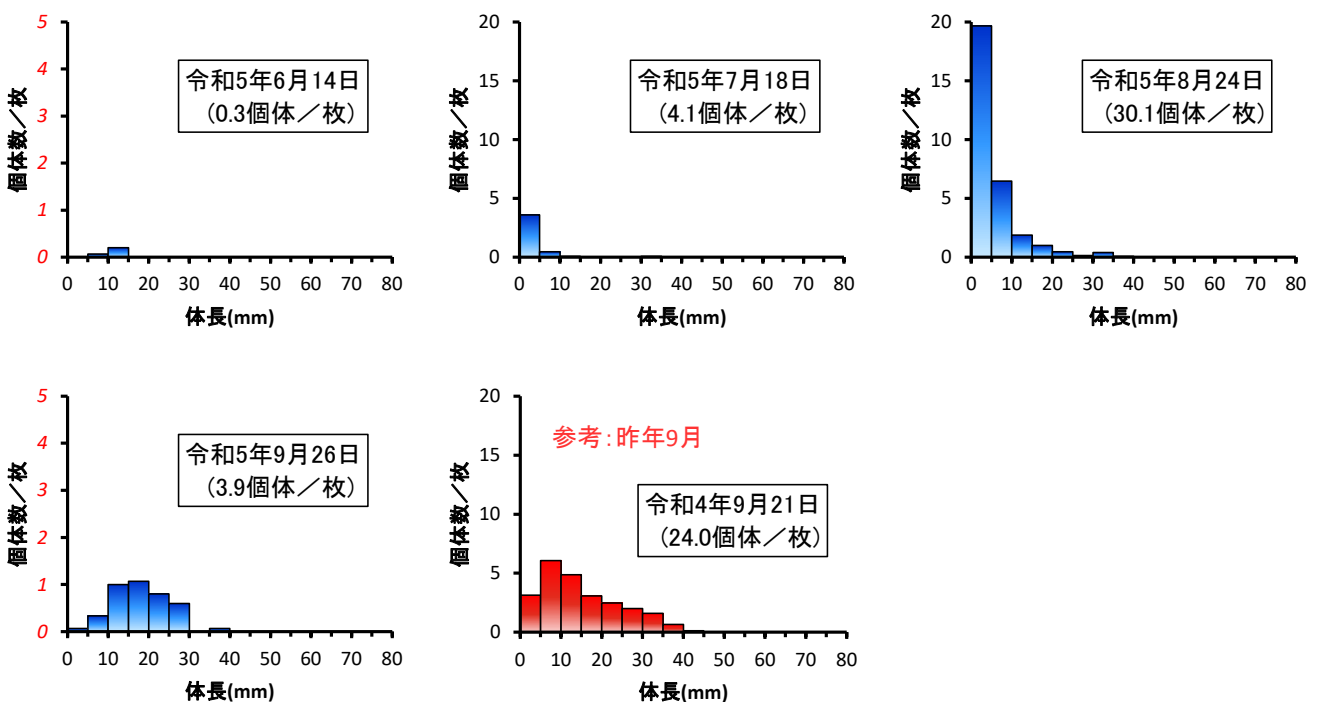 個体数／枚
5
4
3
2
1
0
令和5年6月14日
（0.3個体／枚）
0 10 20 30 40 50 60 70 80
体長(mm)
個体数／枚
20
15
10
5
0
令和5年7月18日
（4.1個体／枚）
0 10 20 30 40 50 60 70 80
体長(mm)
個体数／枚
20
15
10
5
0
令和5年8月24日
（30.1個体／枚）
0 10 20 30 40 50 60 70 80
体長(mm)
個体数／枚
5
4
3
2
1
0
令和5年9月26日
（3.9個体／枚）
0 10 20 30 40 50 60 70 80
体長(mm)
個体数／枚
20
15
10
5
0
参考：昨年9月
令和4年9月21日
（24.0個体／枚）
0 10 20 30 40 50 60 70 80
体長(mm)